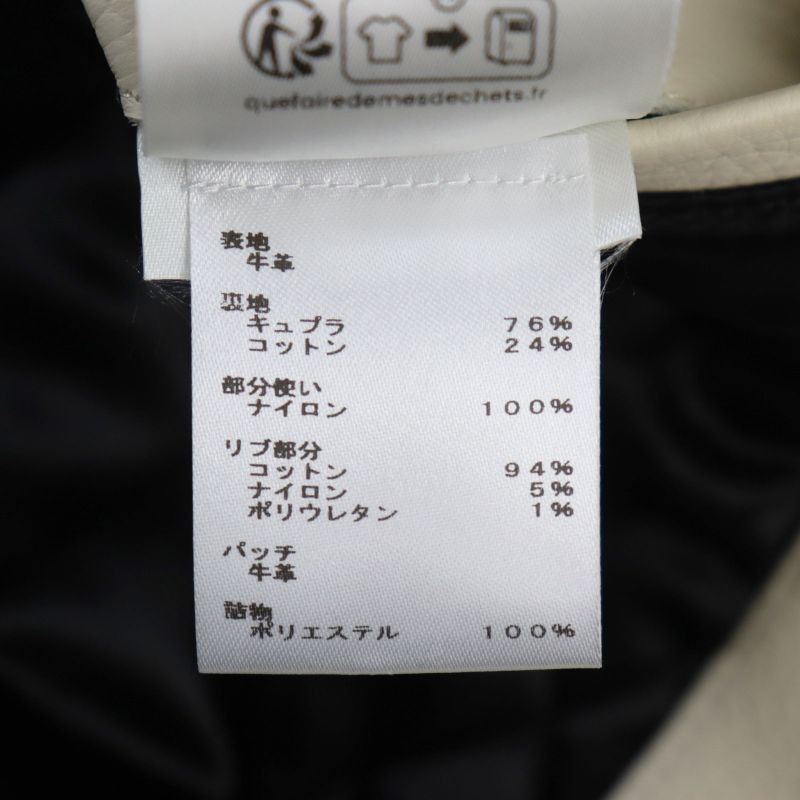 quefairedemesdechets.fr
表地
牛革
裏地
キュプラ 76%
コットン 24%
部分使い
ナイロン 100%
リブ部分
コットン 94%
ナイロン 5%
ポリウレタン 1%
パッチ
牛革
詰物
ポリエステル 100%